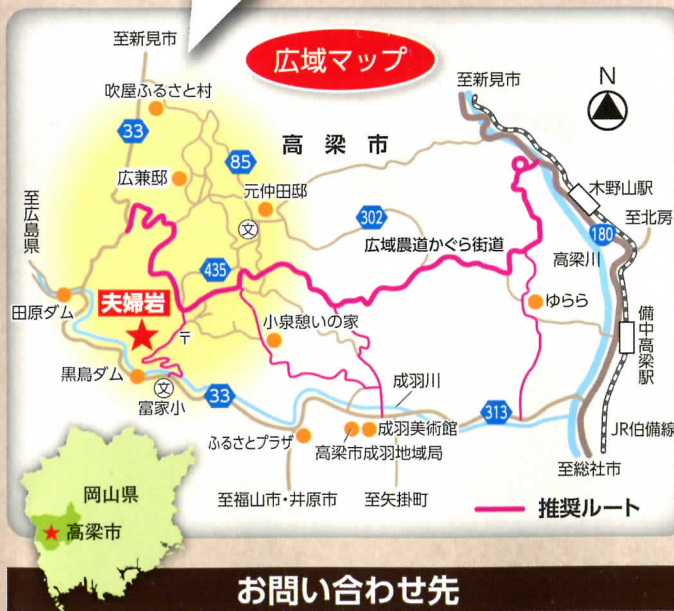 広域マップ
至新見市
吹屋ふるさと村
33
85
高梁市
至新見市
N
広兼邸
元仲田邸
文
302
木野山駅
至北房
180
広域農道かぐら街道
高梁川
至広島県
435
ゆらら
田原ダム
夫婦岩
〒
小泉憩いの家
備中高梁駅
黒鳥ダム
文
富家小
33
成羽川
313
成羽美術館
ふるさとプラザ
高梁市成羽地域局
JR伯備線
至総社市
至福山市・井原市
至矢掛町
推奨ルート
岡山県
高梁市
お問い合わせ先